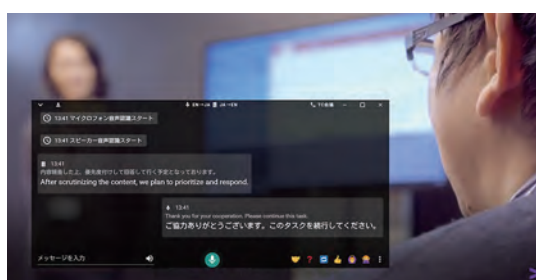 13:41 マイクロフォン音声認識スタート
13:41 スピーカー音声認識スタート
13:41
内容精査した上、優先度付けして回答して行く予定となっております。
After scrutinizing the content, we plan to prioritize and respond.
13:41
Thank you for your cooperation. Please continue this task.
ご協力ありがとうございます。このタスクを続行してください。
メッセージを入力